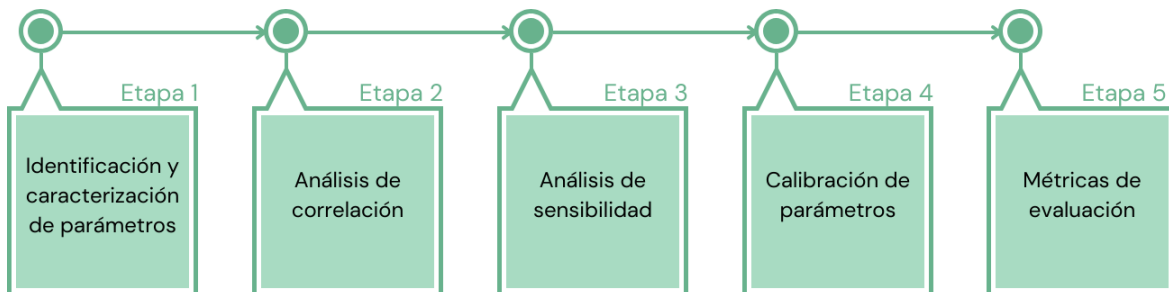 Etapa 1
Identificación y
caracterización
de parámetros
Etapa 2
Análisis de
correlación
Etapa 3
Análisis de
sensibilidad
Etapa 4
Calibración de
parámetros
Etapa 5
Métricas de
evaluación